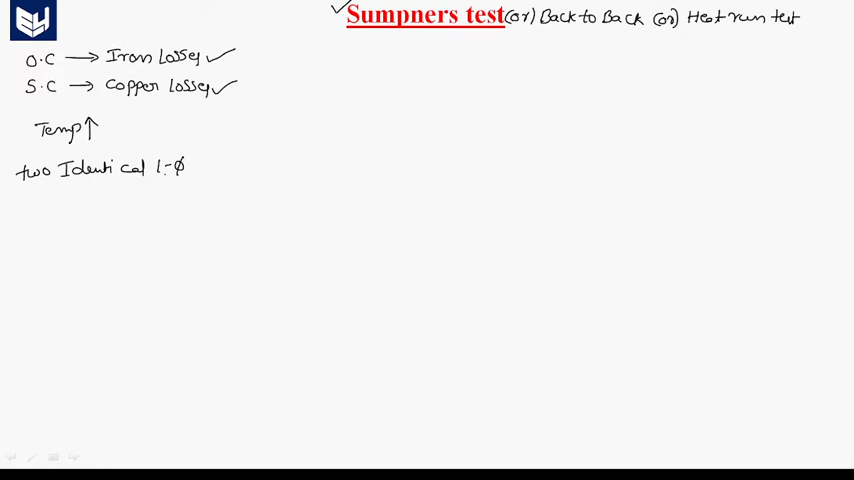 Sumpners test (or) Back to Back (or) Heat run test
O.C → Iron Losses ✓
S.C → Copper losses ✓
Temp↑
two Identical 1-φ